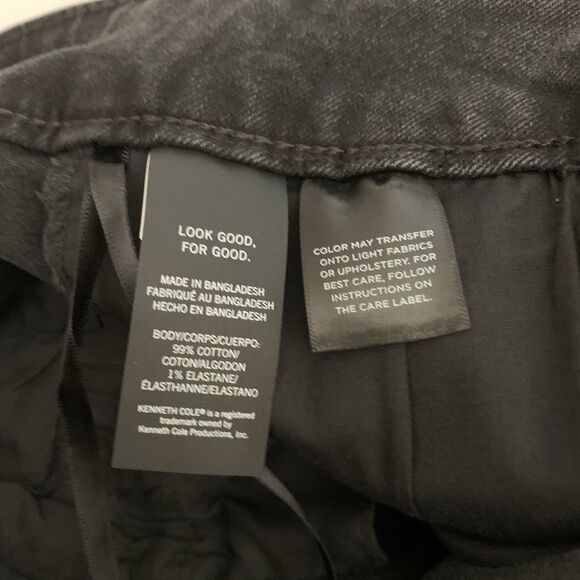 LOOK GOOD,
FOR GOOD.
MADE IN BANGLADESH
FABRIQUÉ AU BANGLADESH
HECHO EN BANGLADESH
BODY/CORPS/CUERPO:
99% COTTON/
COTON/ALGODON
1% ELASTANE/
ÉLASTHANNE/ELASTANO
KENNETH COLE® is a registered
trademark owned by
Kenneth Cole Productions, Inc.
COLOR MAY TRANSFER
ONTO LIGHT FABRICS
OR UPHOLSTERY. FOR
BEST CARE, FOLLOW
INSTRUCTIONS ON
THE CARE LABEL.